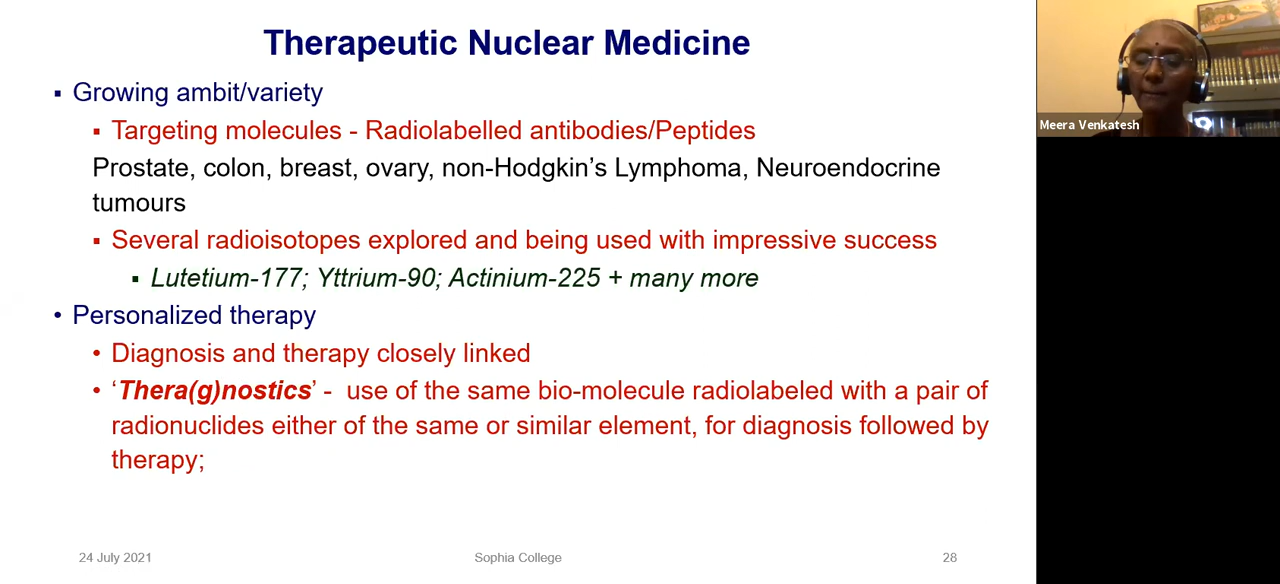 Therapeutic Nuclear Medicine
▪ Growing ambit/variety
▪ Targeting molecules - Radiolabelled antibodies/Peptides
Prostate, colon, breast, ovary, non-Hodgkin’s Lymphoma, Neuroendocrine
tumours
▪ Several radioisotopes explored and being used with impressive success
▪ Lutetium-177; Yttrium-90; Actinium-225 + many more
• Personalized therapy
• Diagnosis and therapy closely linked
• ‘Thera(g)nostics’ - use of the same bio-molecule radiolabeled with a pair of
radionuclides either of the same or similar element, for diagnosis followed by
therapy;
24 July 2021
Sophia College
28
Meera Venkatesh